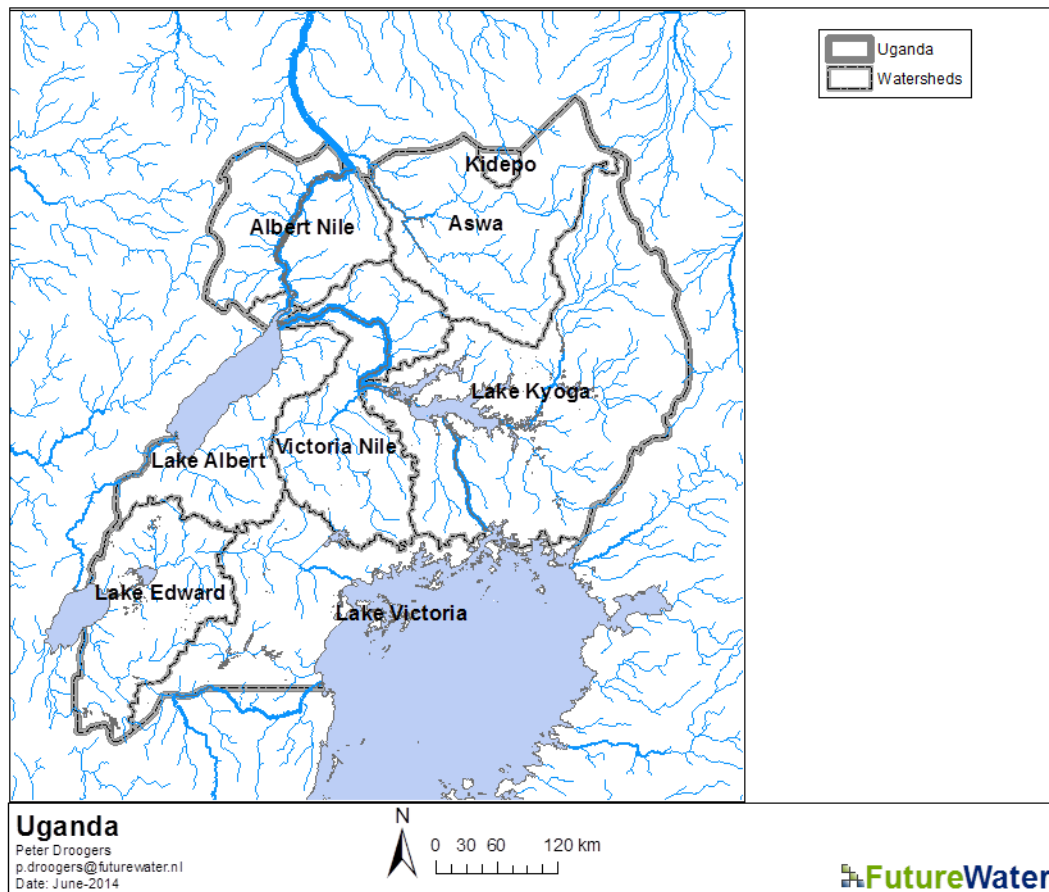 Uganda
Watersheds
Kidepo
Albert Nile
Aswa
Lake Kyoga
Victoria Nile
Lake Albert
Lake Edward
Lake Victoria
Uganda
Peter Droogers
p.droogers@futurewater.nl
Date: June-2014
N
0 30 60 120 km
FutureWater